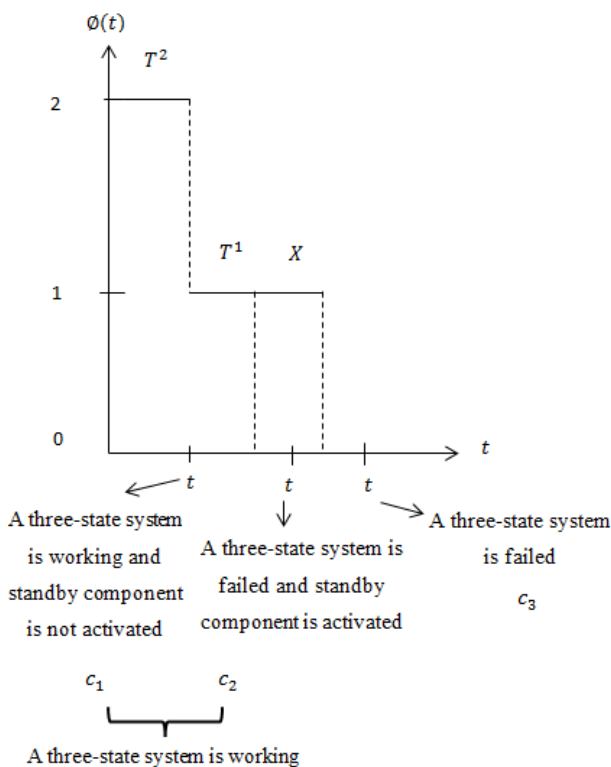 Ø(t)
T²
2
T¹ X
1
0
t
t t t
A three-state system
is working and
standby component
is not activated
A three-state system is
failed and standby
component is activated
A three-state system
is failed
c₃
c₁ c₂
A three-state system is working